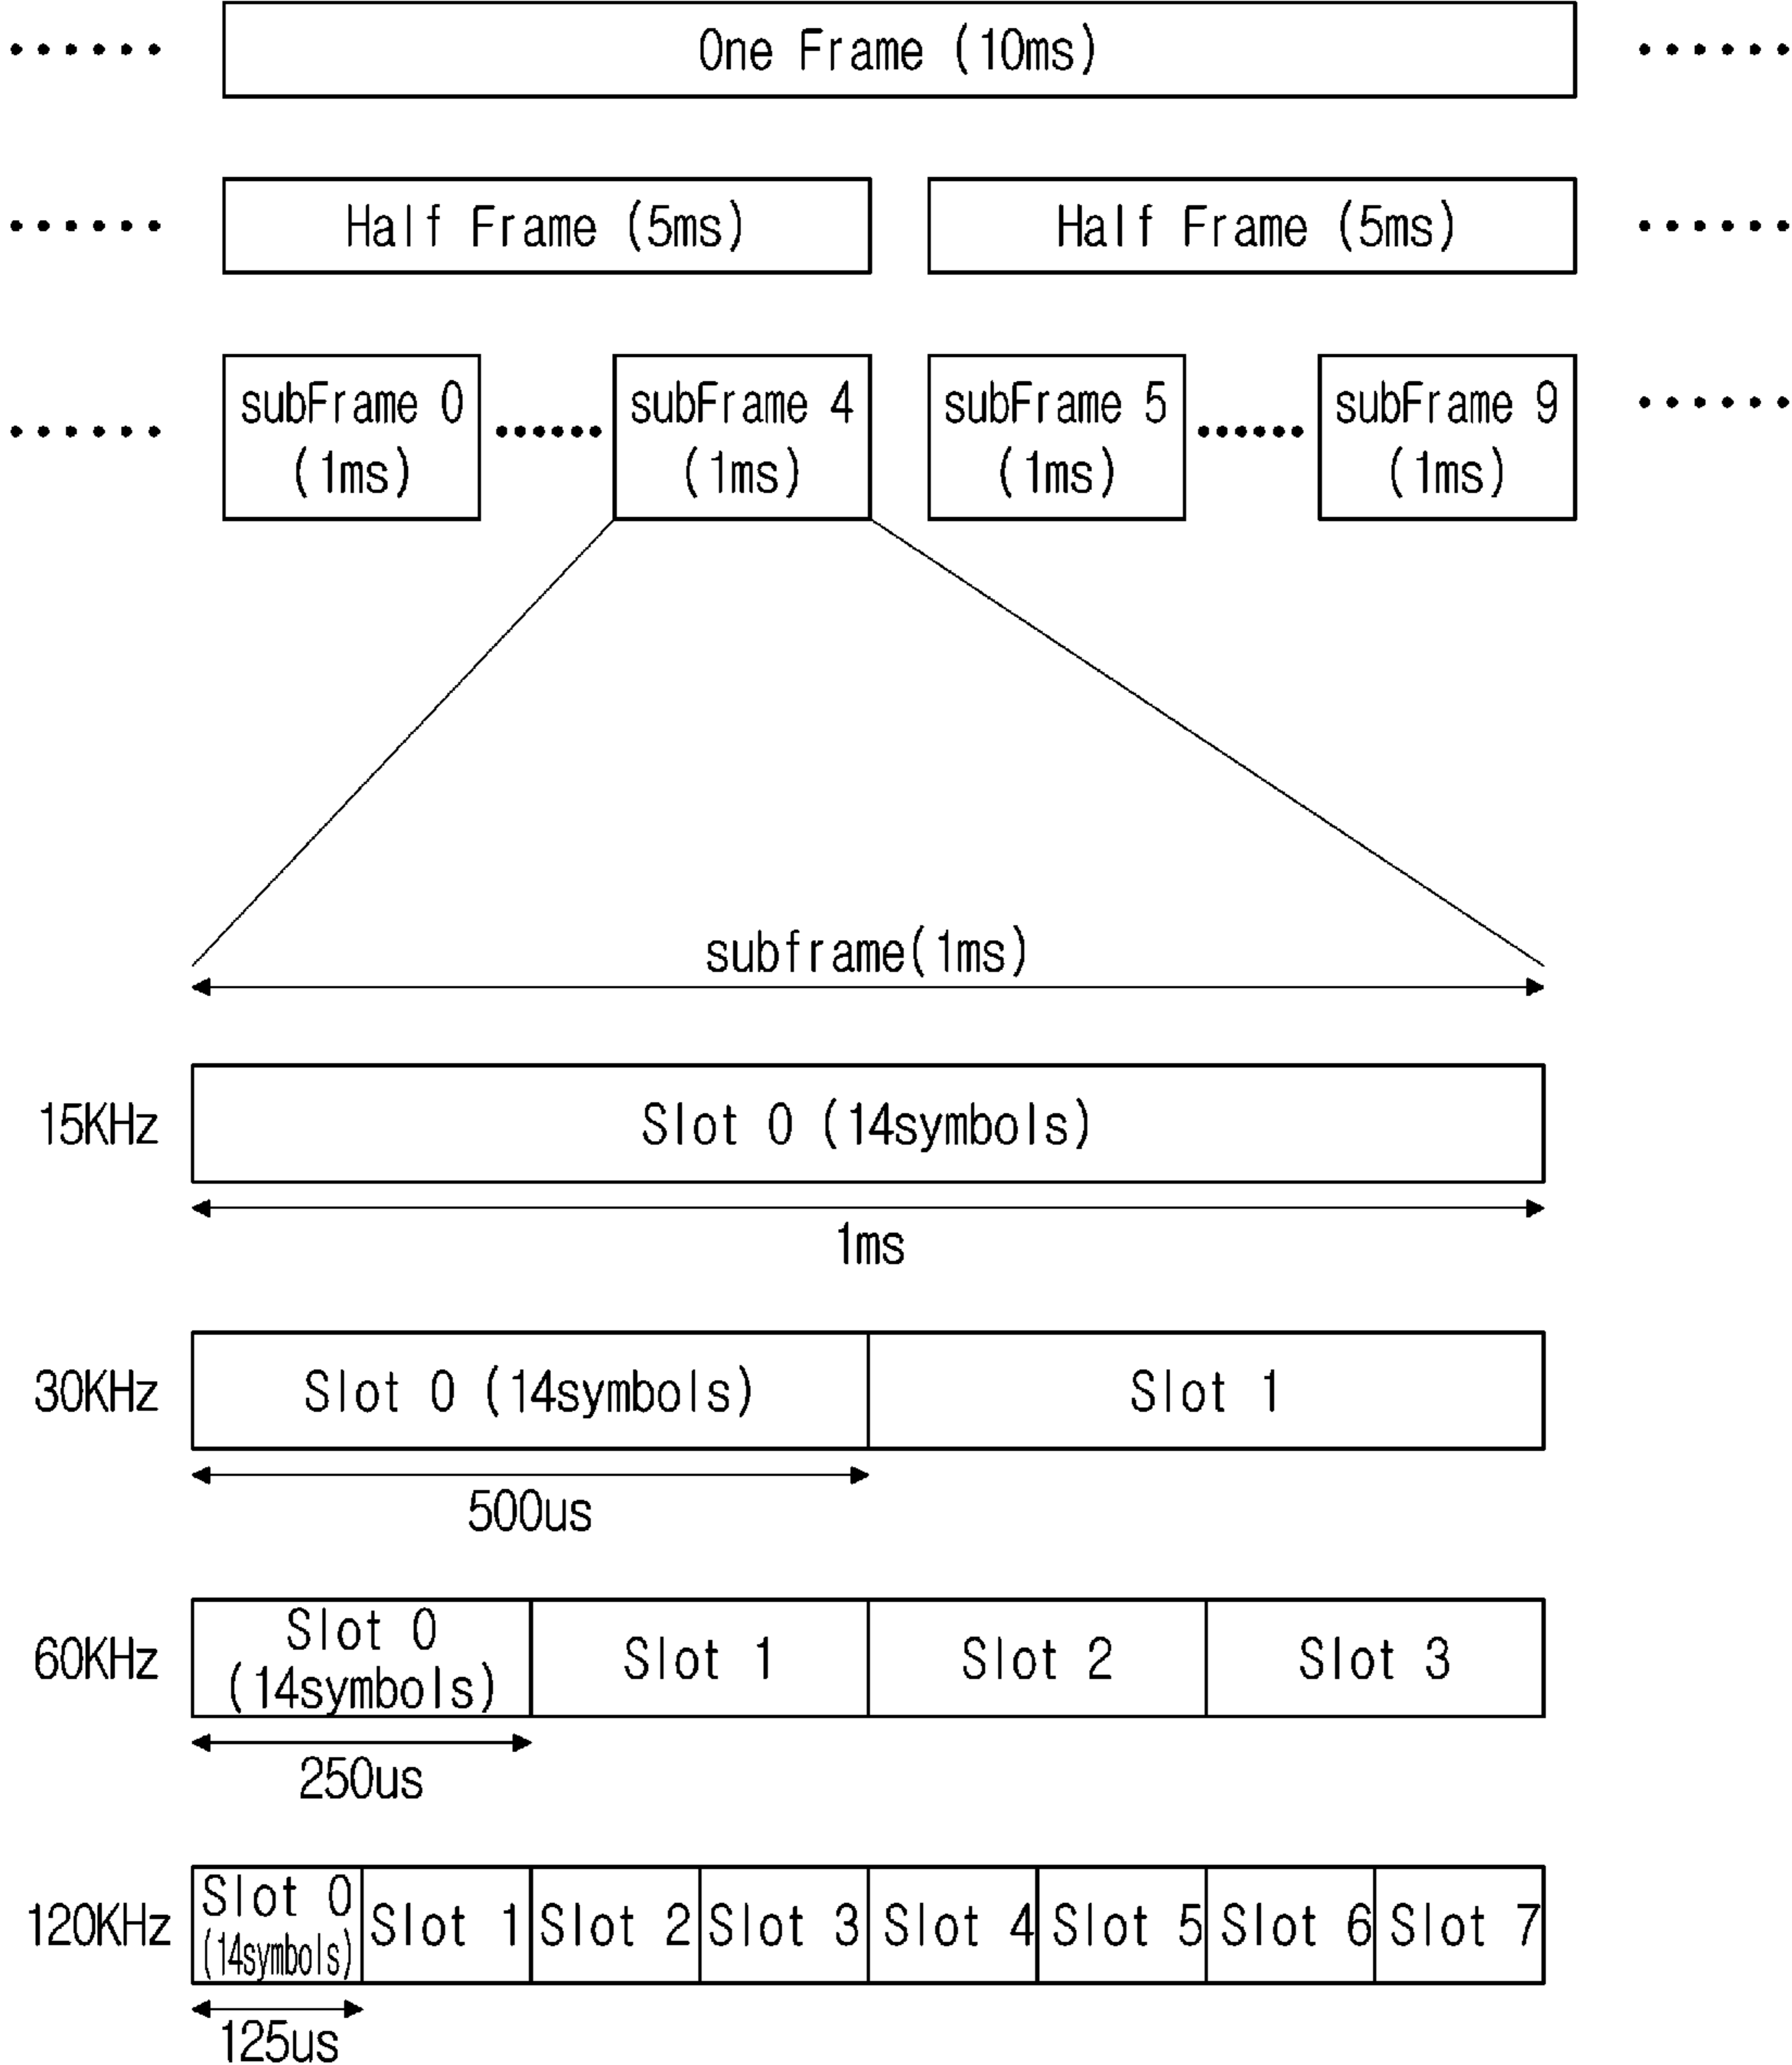 One Frame (10ms)
Half Frame (5ms) Half Frame (5ms)
subFrame 0 subFrame 4 subFrame 5 subFrame 9
(1ms) (1ms) (1ms) (1ms)
subframe(1ms)
15KHz Slot 0 (14symbols)
1ms
30KHz Slot 0 (14symbols) Slot 1
500us
60KHz Slot 0 (14symbols) Slot 1 Slot 2 Slot 3
250us
120KHz Slot 0 (14symbols) Slot 1 Slot 2 Slot 3 Slot 4 Slot 5 Slot 6 Slot 7
125us